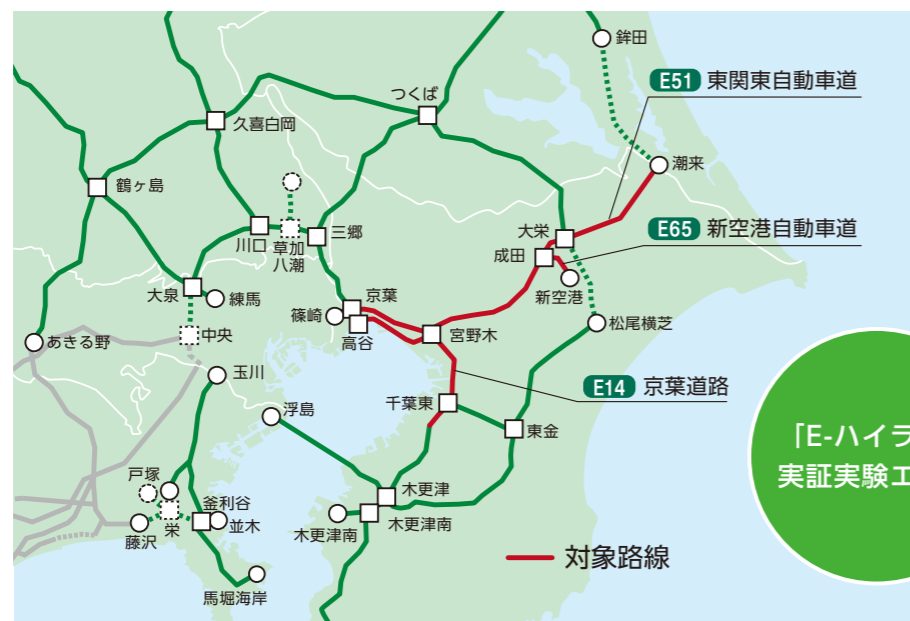 鉾田
E51 東関東自動車道
つくば
久喜白岡
潮来
鶴ヶ島
大栄
E65 新空港自動車道
川口
草加
八潮
三郷
成田
新空港
大泉
練馬
京葉
篠崎
高谷
宮野木
松尾横芝
中央
あきる野
玉川
E14 京葉道路
千葉東
浮島
東金
「E-ハイラ
実証実験エ
戸塚
釜利谷
木更津
栄
並木
藤沢
木更津南
木更津南
対象路線
馬堀海岸